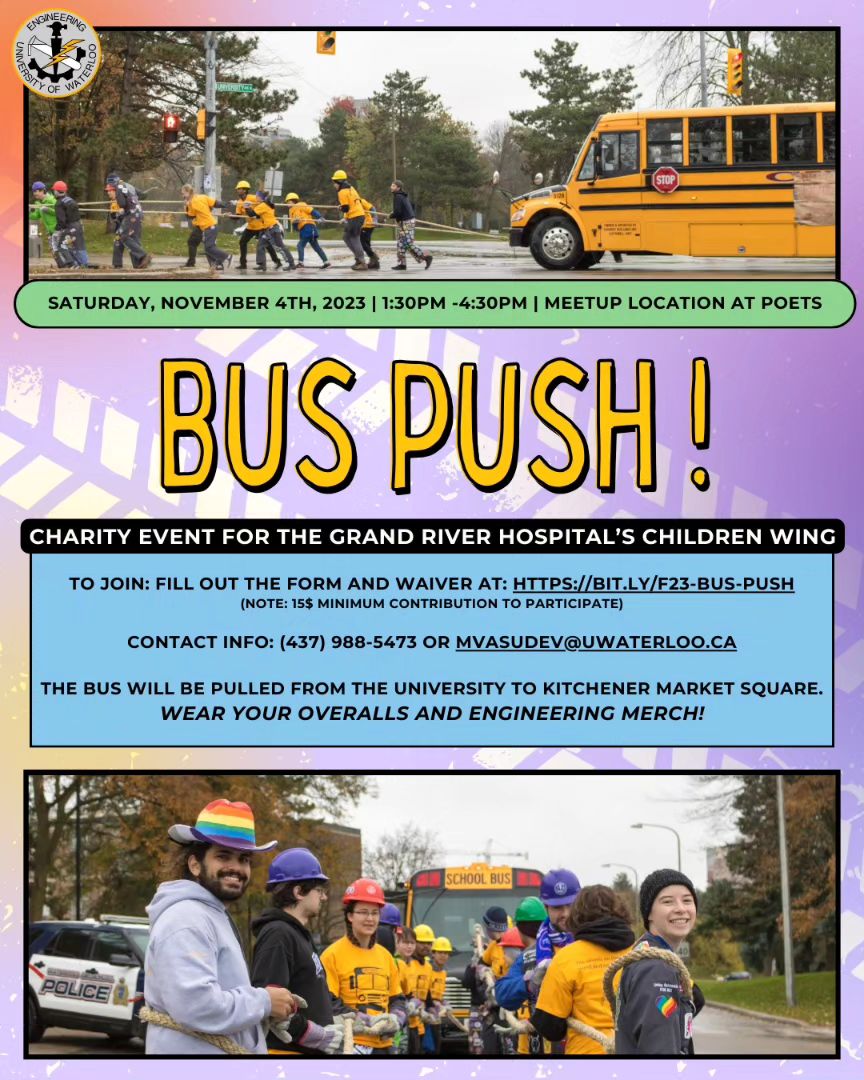 ENGINEERING
UNIVERSITY OF WATERLOO
UNIVERSITY AV
STOP
SATURDAY, NOVEMBER 4TH, 2023 | 1:30PM -4:30PM | MEETUP LOCATION AT POETS
BUS PUSH !
CHARITY EVENT FOR THE GRAND RIVER HOSPITAL'S CHILDREN WING
TO JOIN: FILL OUT THE FORM AND WAIVER AT: HTTPS://BIT.LY/F23-BUS-PUSH
(NOTE: 15$ MINIMUM CONTRIBUTION TO PARTICIPATE)
CONTACT INFO: (437) 988-5473 OR MVASUDEV@UWATERLOO.CA
THE BUS WILL BE PULLED FROM THE UNIVERSITY TO KITCHENER MARKET SQUARE.
WEAR YOUR OVERALLS AND ENGINEERING MERCH!
SCHOOL BUS
POLICE